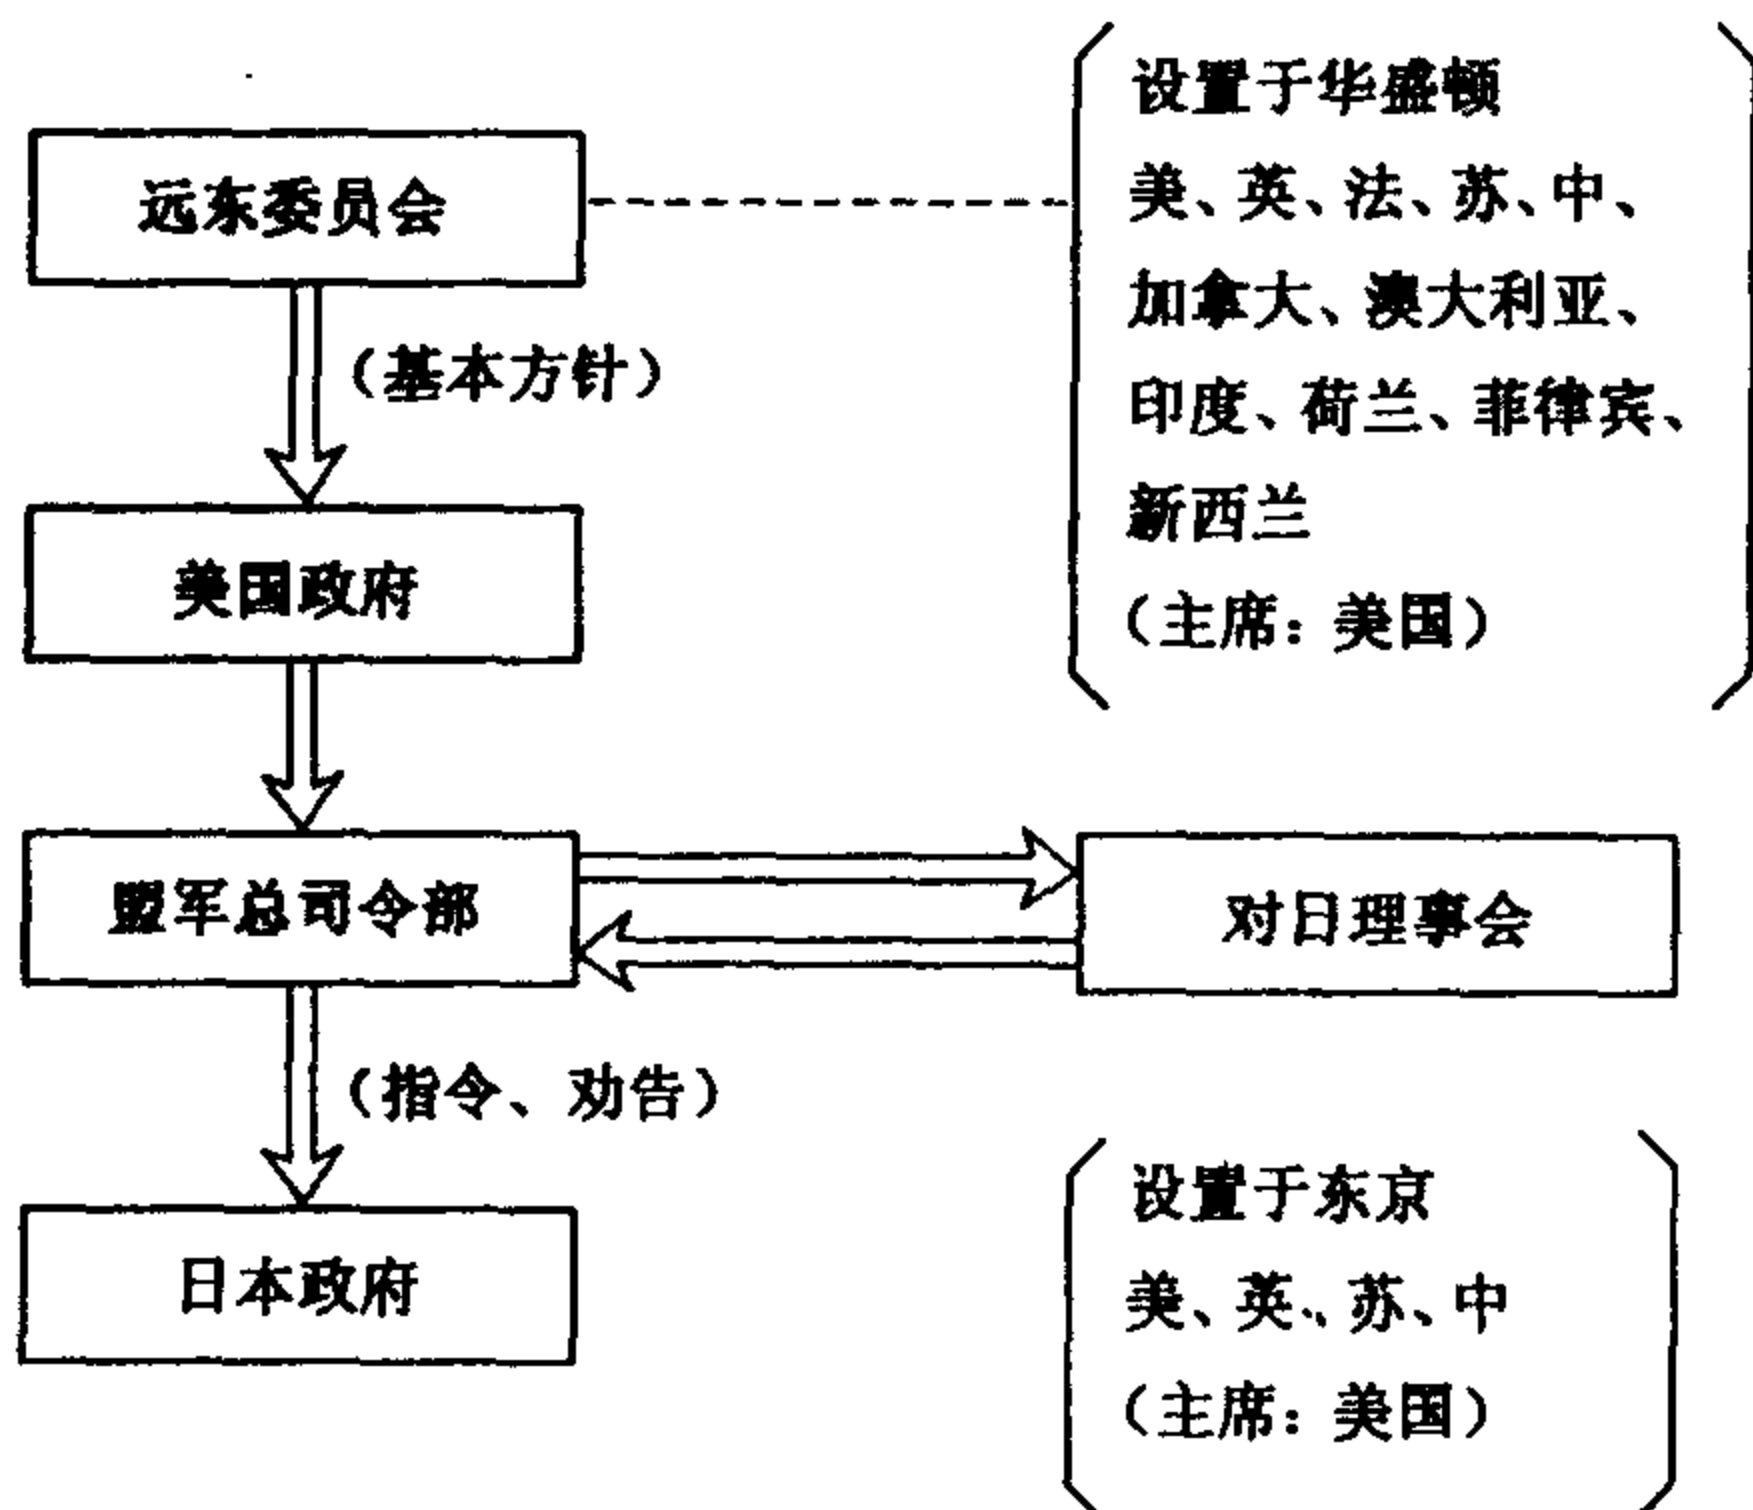 远东委员会
设置于华盛顿
美、英、法、苏、中、
加拿大、澳大利亚、
印度、荷兰、菲律宾、
新西兰
（主席：美国）
（基本方针）
美国政府
盟军总司令部
对日理事会
（指令、劝告）
日本政府
设置于东京
美、英、苏、中
（主席：美国）